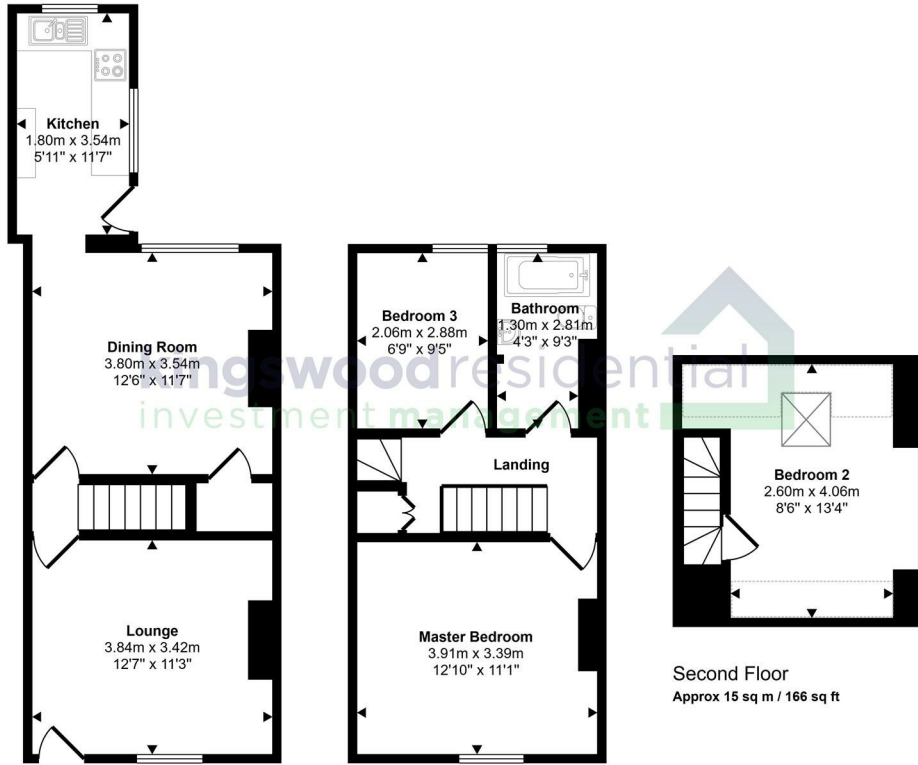 Kitchen
1.80m x 3.54m
5'11" x 11'7"
Dining Room
3.80m x 3.54m
12'6" x 11'7"
Lounge
3.84m x 3.42m
12'7" x 11'3"
Bedroom 3
2.06m x 2.88m
6'9" x 9'5"
Bathroom
1.30m x 2.81m
4'3" x 9'3"
Landing
Master Bedroom
3.91m x 3.39m
12'10" x 11'1"
Bedroom 2
2.60m x 4.06m
8'6" x 13'4"
Second Floor
Approx 15 sq m / 166 sq ft
kingswoodresidential
investment management